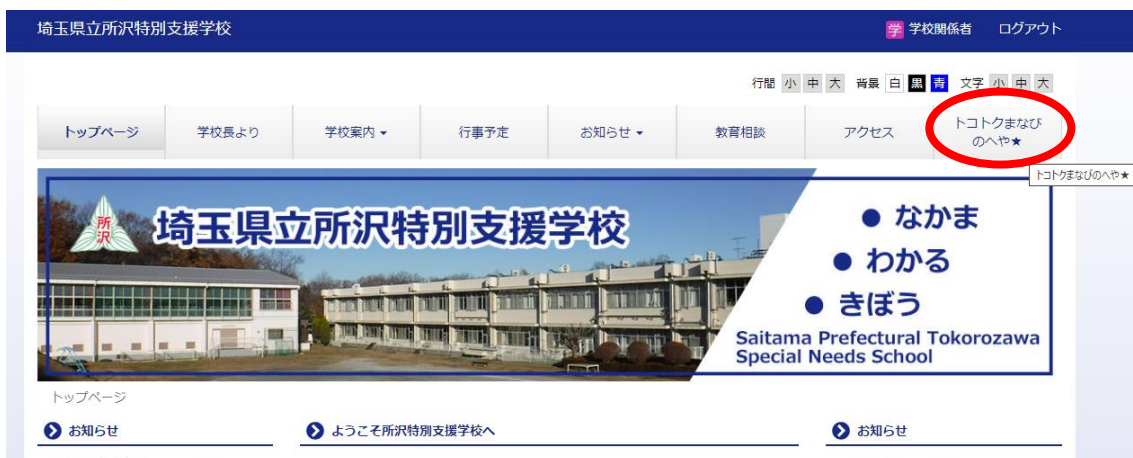 埼玉県立所沢特別支援学校
学 学校関係者 ログアウト
行間 小 中 大 背景 白 黒 青 文字 小 中 大
トップページ 学校長より 学校案内 行事予定 お知らせ 教育相談 アクセス トコトクまなび
のへや★
トコトクまなびのへや★
所
沢
埼玉県立所沢特別支援学校
● なかま
● わかる
● きぼう
Saitama Prefectural Tokorozawa
Special Needs School
トップページ
お知らせ ようこそ所沢特別支援学校へ お知らせ